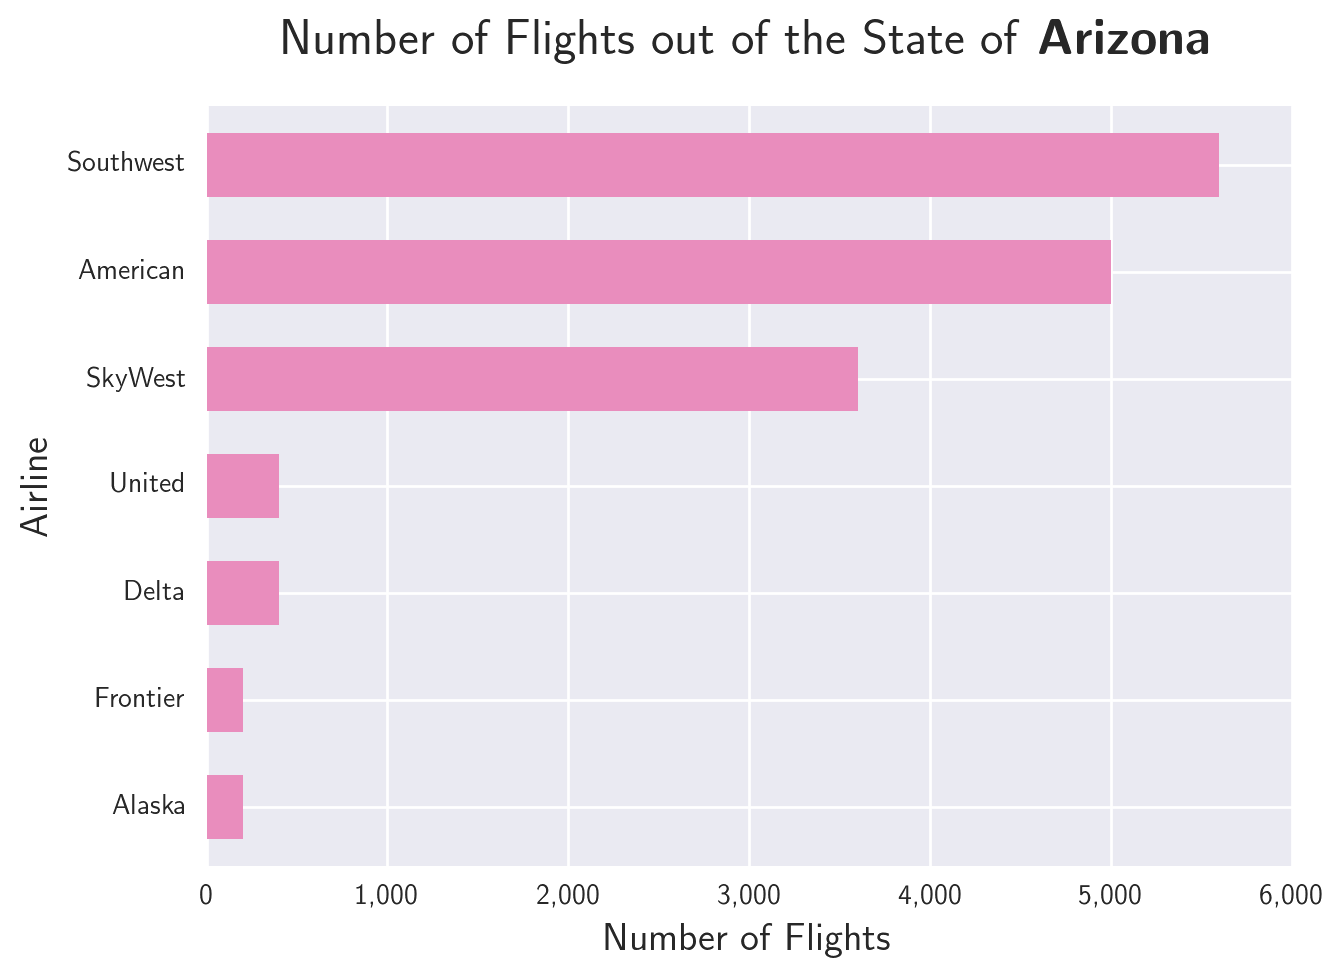 Number of Flights out of the State of Arizona
Southwest
American
SkyWest
United
Delta
Frontier
Alaska
Airline
0 1,000 2,000 3,000 4,000 5,000 6,000
Number of Flights